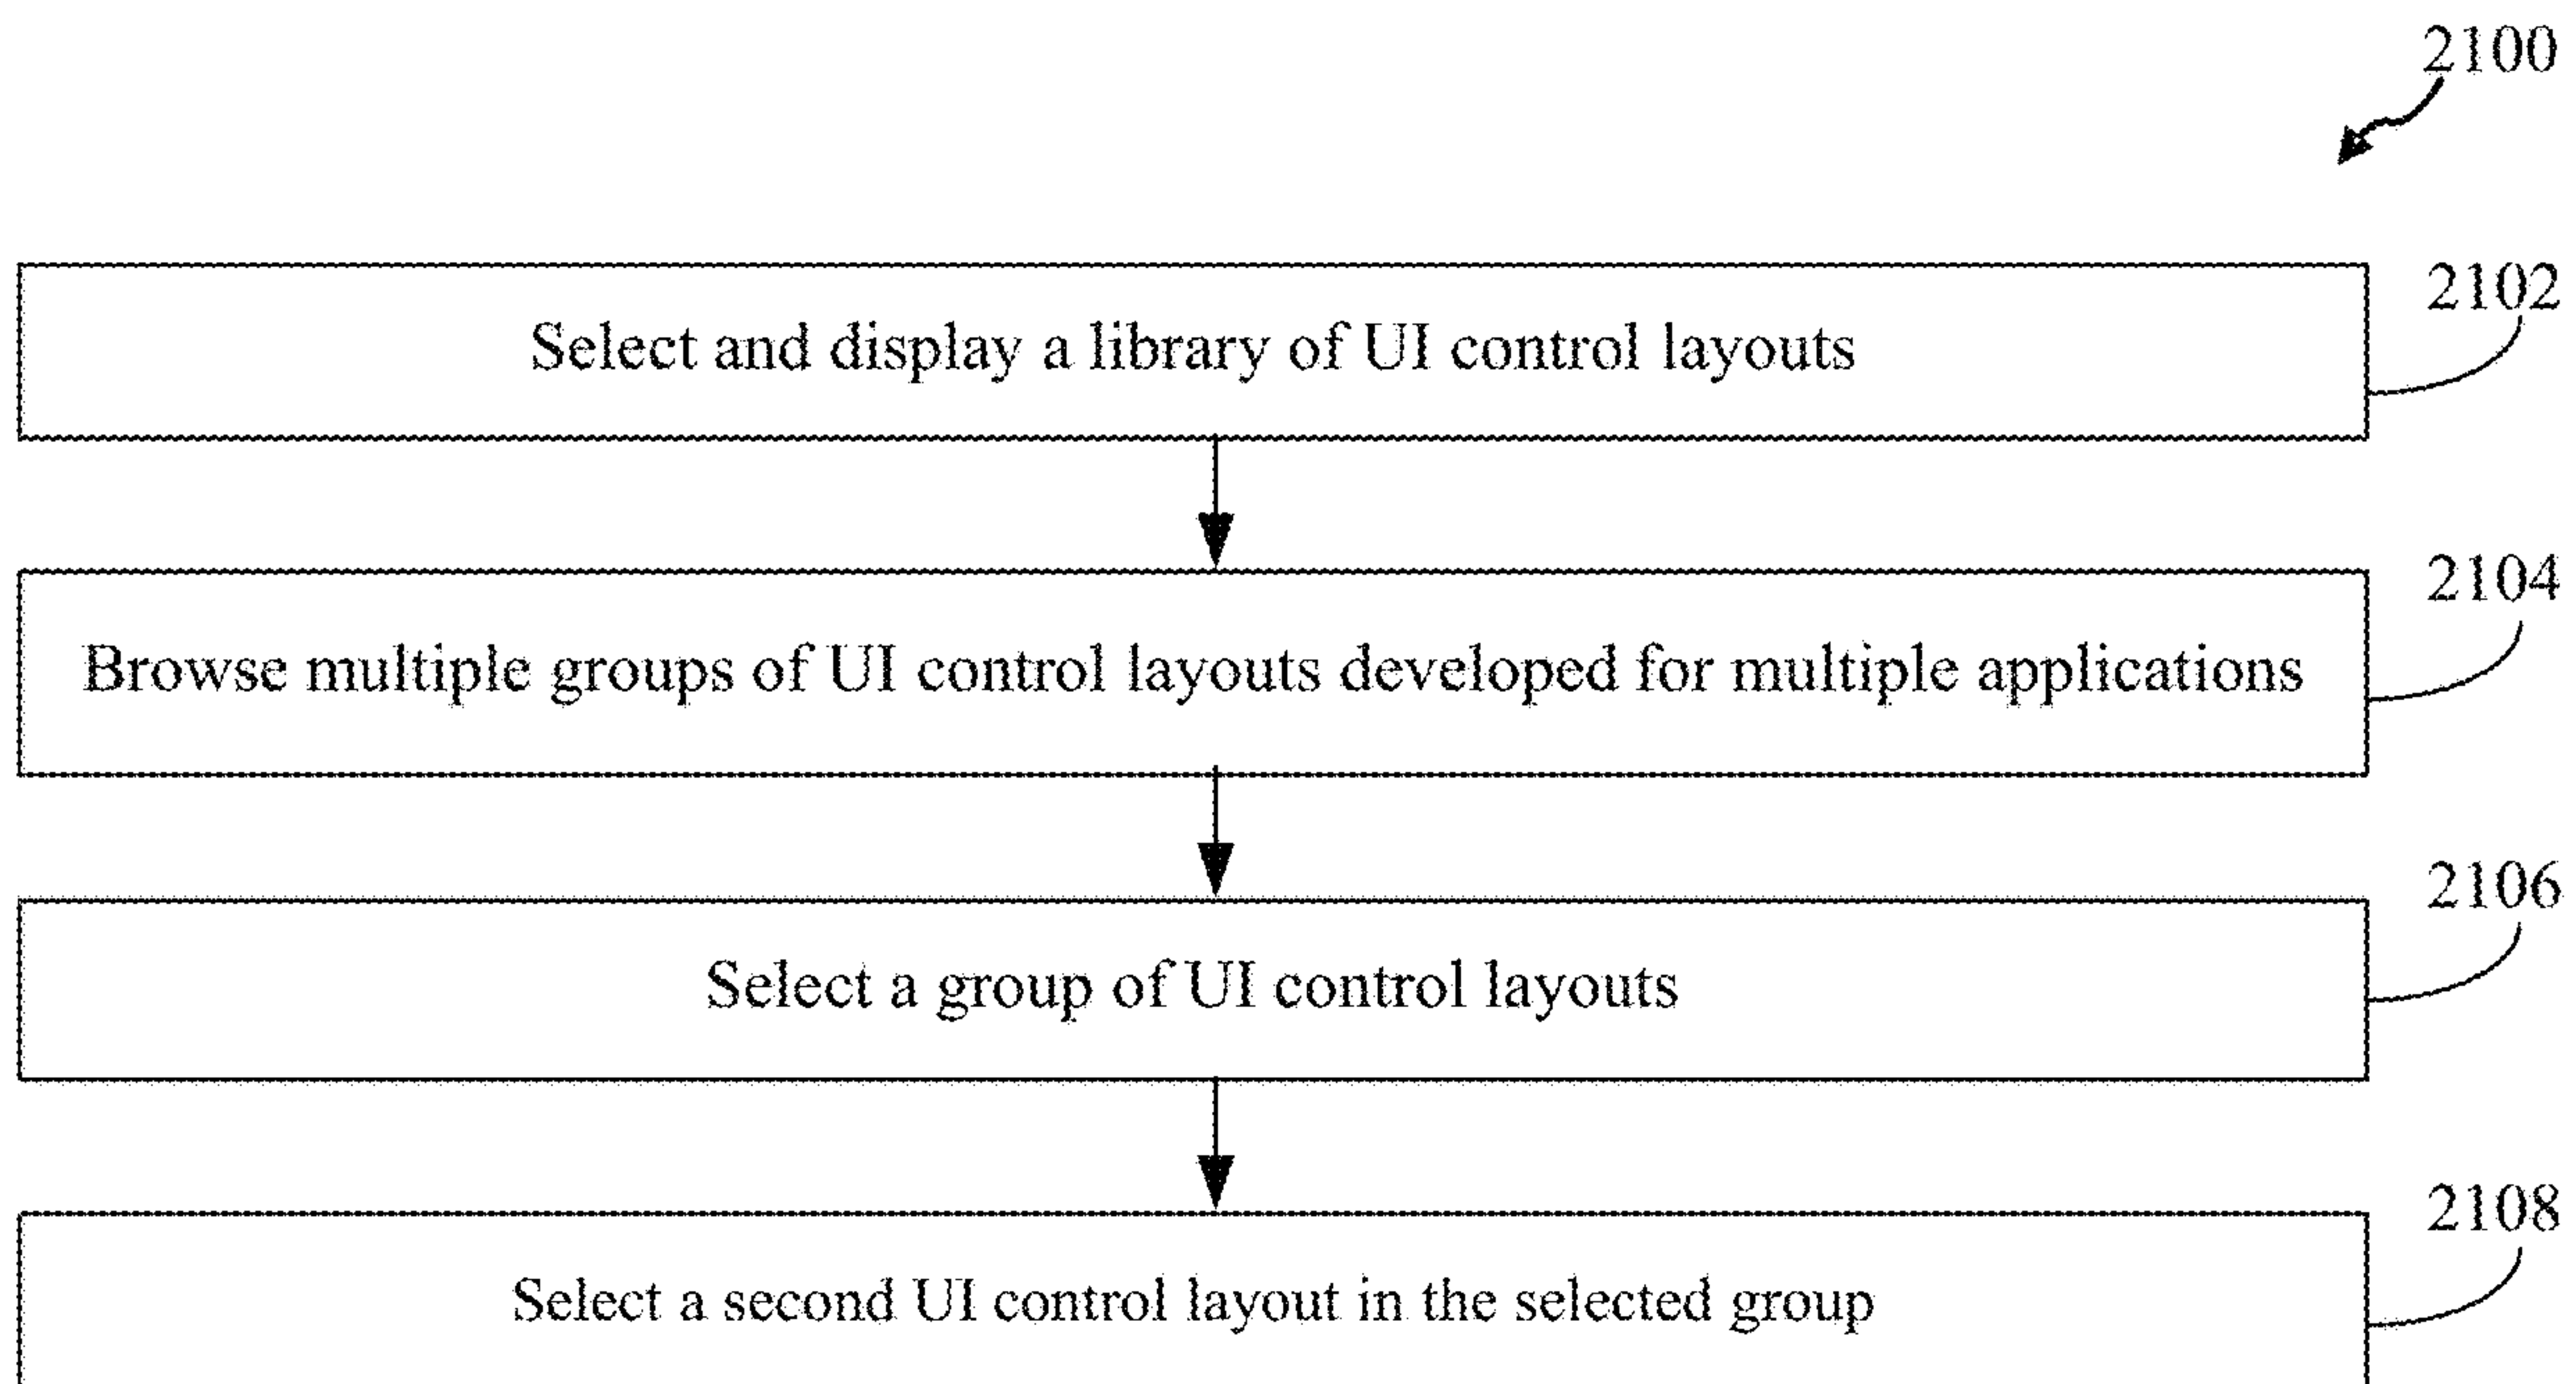 2100
2102
Select and display a library of UI control layouts
2104
Browse multiple groups of UI control layouts developed for multiple applications
2106
Select a group of UI control layouts
2108
Select a second UI control layout in the selected group